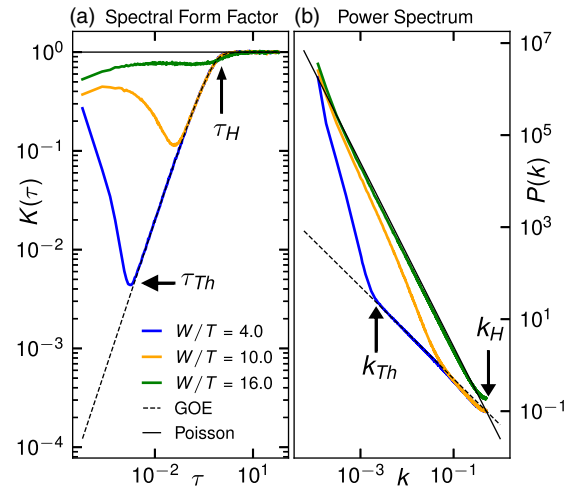 (a) Spectral Form Factor
10^0
10^-1
10^-2
10^-3
10^-4
K(τ)
τ_H
τ_Th
W/T = 4.0
W/T = 10.0
W/T = 16.0
GOE
Poisson
10^-2
10^1
τ
(b) Power Spectrum
10^7
10^5
10^3
10^1
10^-1
P(k)
k_Th
k_H
10^-3
10^-1
k